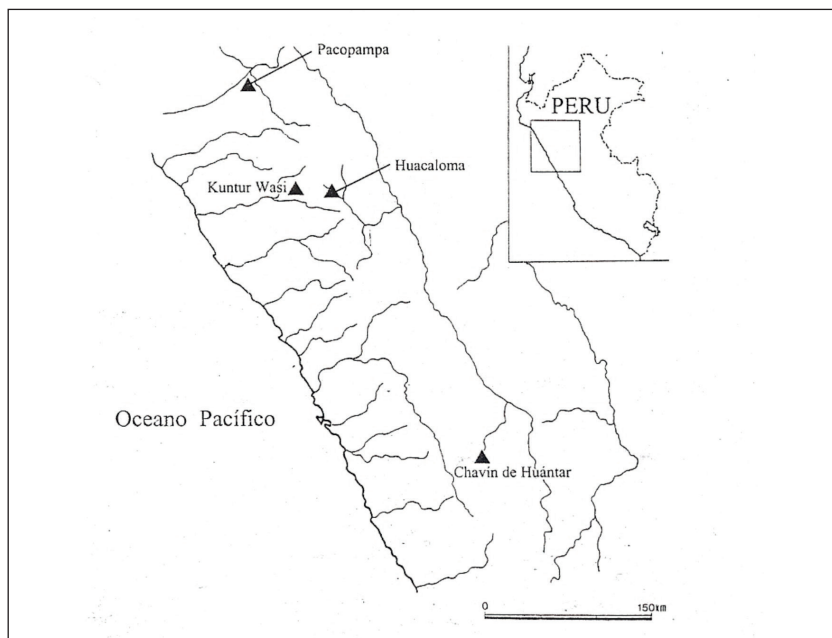 Pacopampa
PERU
Huacaloma
Kuntur Wasi
Oceano Pacífico
Chavín de Huántar
0 150km